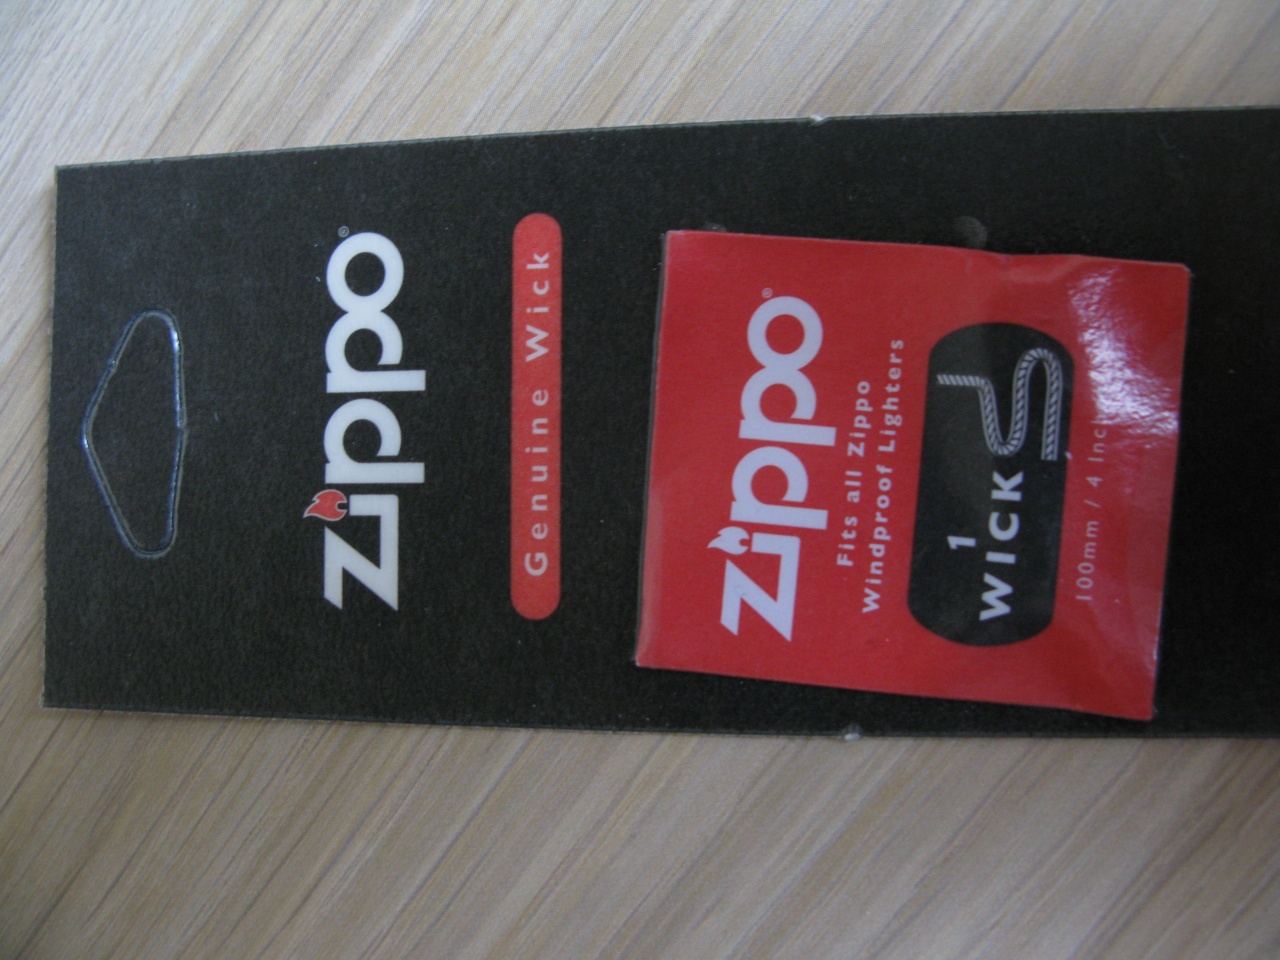 Zippo®
Genuine Wick
Zippo®
Fits all Zippo
Windproof Lighters
1
WICK
100mm / 4